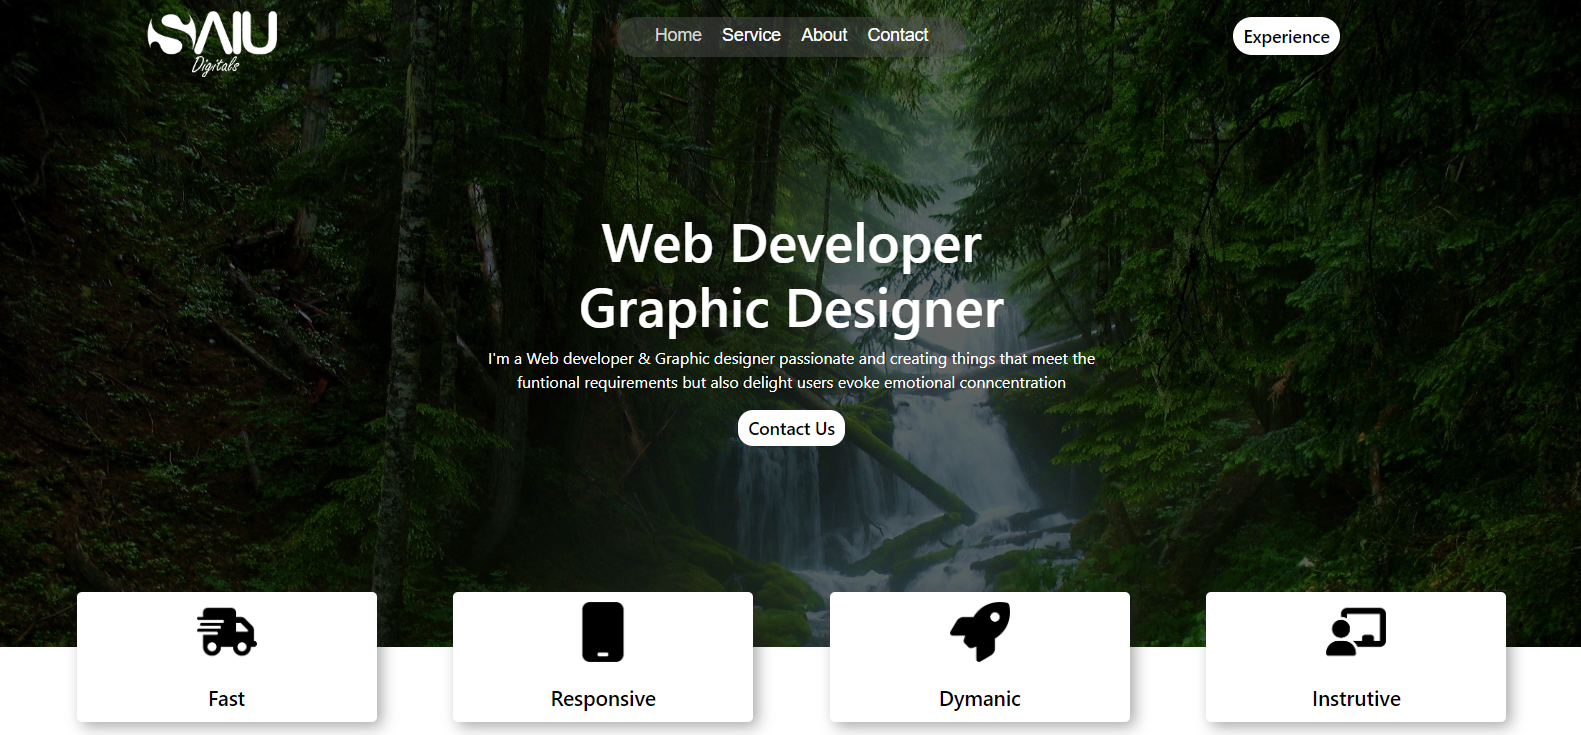 SAIU
Digitals
Home Service About Contact
Experience
Web Developer
Graphic Designer
I'm a Web developer & Graphic designer passionate and creating things that meet the
funtional requirements but also delight users evoke emotional conncentration
Contact Us
Fast
Responsive
Dymanic
Instrutive